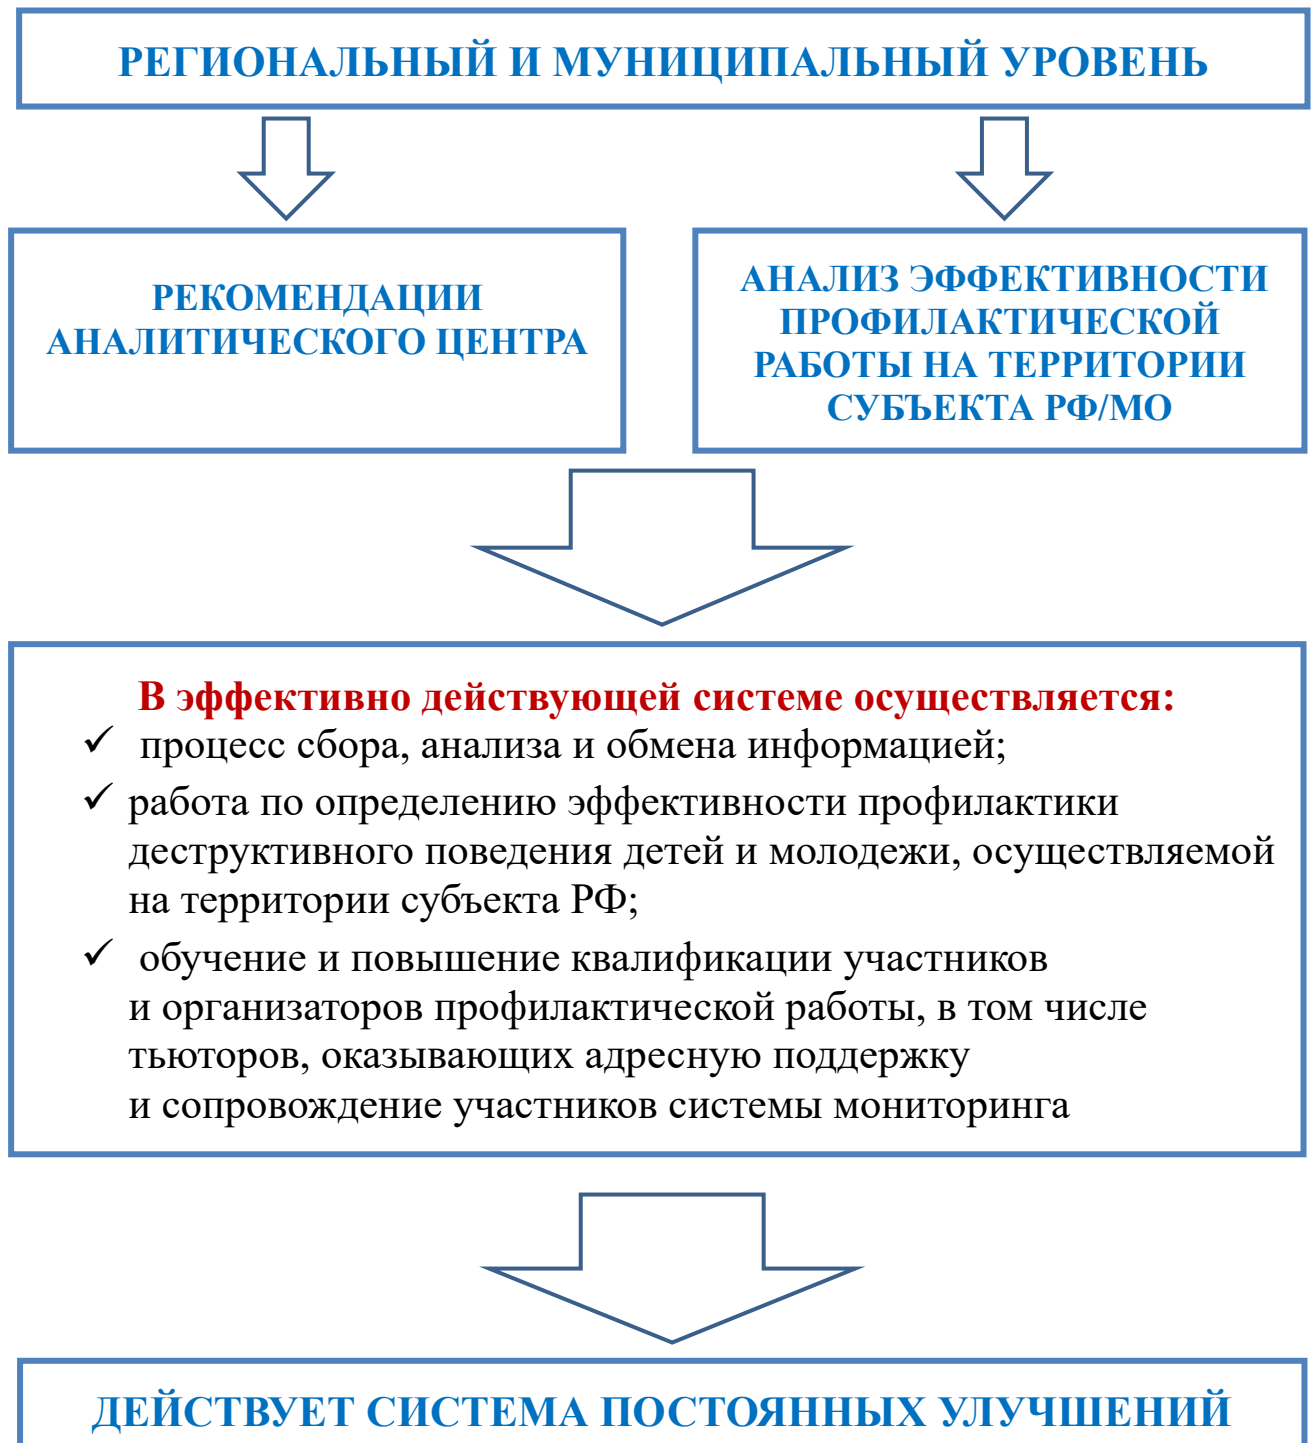 РЕГИОНАЛЬНЫЙ И МУНИЦИПАЛЬНЫЙ УРОВЕНЬ
РЕКОМЕНДАЦИИ
АНАЛИТИЧЕСКОГО ЦЕНТРА
АНАЛИЗ ЭФФЕКТИВНОСТИ
ПРОФИЛАКТИЧЕСКОЙ
РАБОТЫ НА ТЕРРИТОРИИ
СУБЪЕКТА РФ/МО
В эффективно действующей системе осуществляется:
✓ процесс сбора, анализа и обмена информацией;
✓ работа по определению эффективности профилактики
деструктивного поведения детей и молодежи, осуществляемой
на территории субъекта РФ;
✓ обучение и повышение квалификации участников
и организаторов профилактической работы, в том числе
тьюторов, оказывающих адресную поддержку
и сопровождение участников системы мониторинга
ДЕЙСТВУЕТ СИСТЕМА ПОСТОЯННЫХ УЛУЧШЕНИЙ